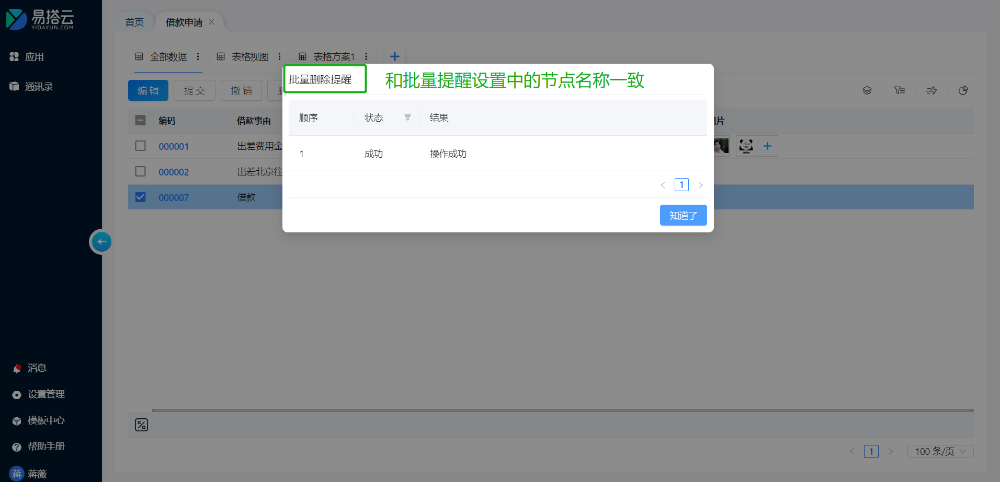 易搭云
YIDAYUN.COM
应用
通讯录
消息
设置管理
模板中心
帮助手册
蒋 蒋薇
首页 借款申请
全部数据 表格视图 表格方案1
编 辑 提 交 撤 销
编码 借款事由
000001 出差费用金
000002 出差北京往
000007 借款
批量删除提醒 和批量提醒设置中的节点名称一致
顺序 状态 结果
1 成功 操作成功
1
知道了
片
1 100 条/页